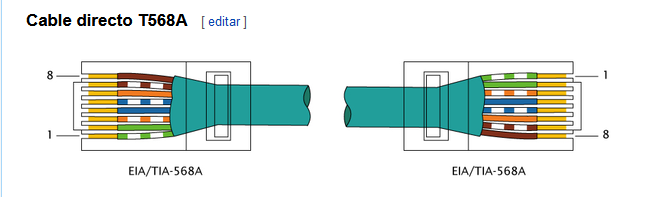 Cable directo T568A [ editar ]
8 1
1 8
EIA/TIA-568A EIA/TIA-568A